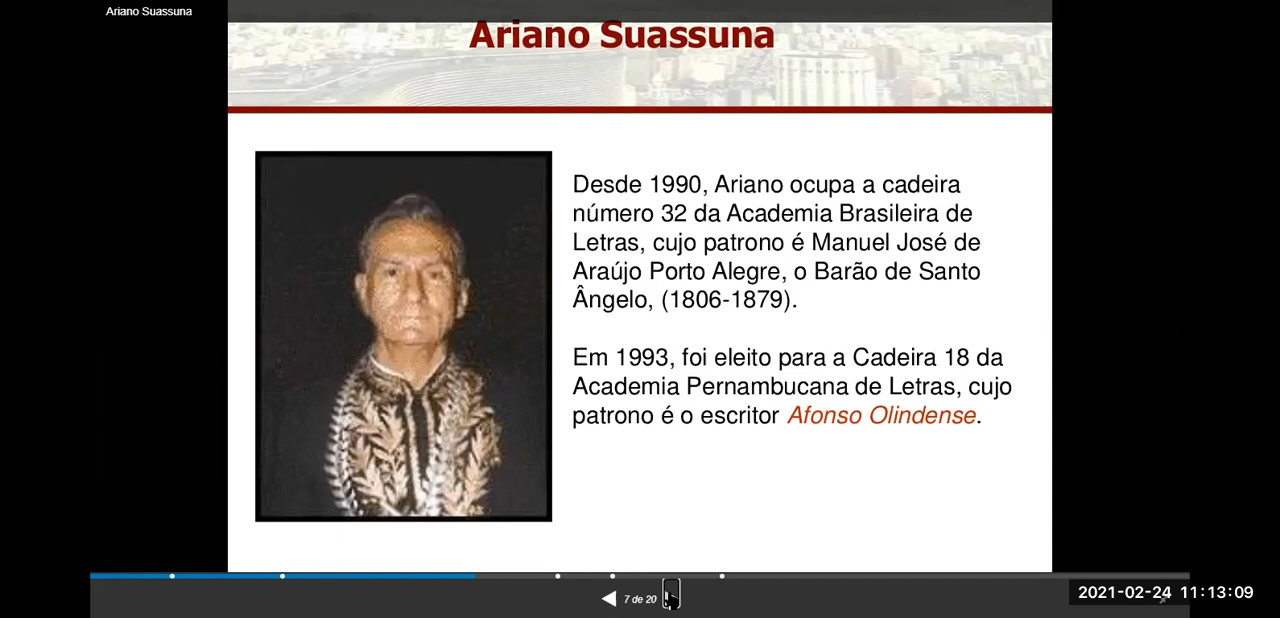 Ariano Suassuna
Ariano Suassuna
Desde 1990, Ariano ocupa a cadeira
número 32 da Academia Brasileira de
Letras, cujo patrono é Manuel José de
Araújo Porto Alegre, o Barão de Santo
Ângelo, (1806-1879).
Em 1993, foi eleito para a Cadeira 18 da
Academia Pernambucana de Letras, cujo
patrono é o escritor Afonso Olindense.
7 de 20
2021-02-24 11:13:09